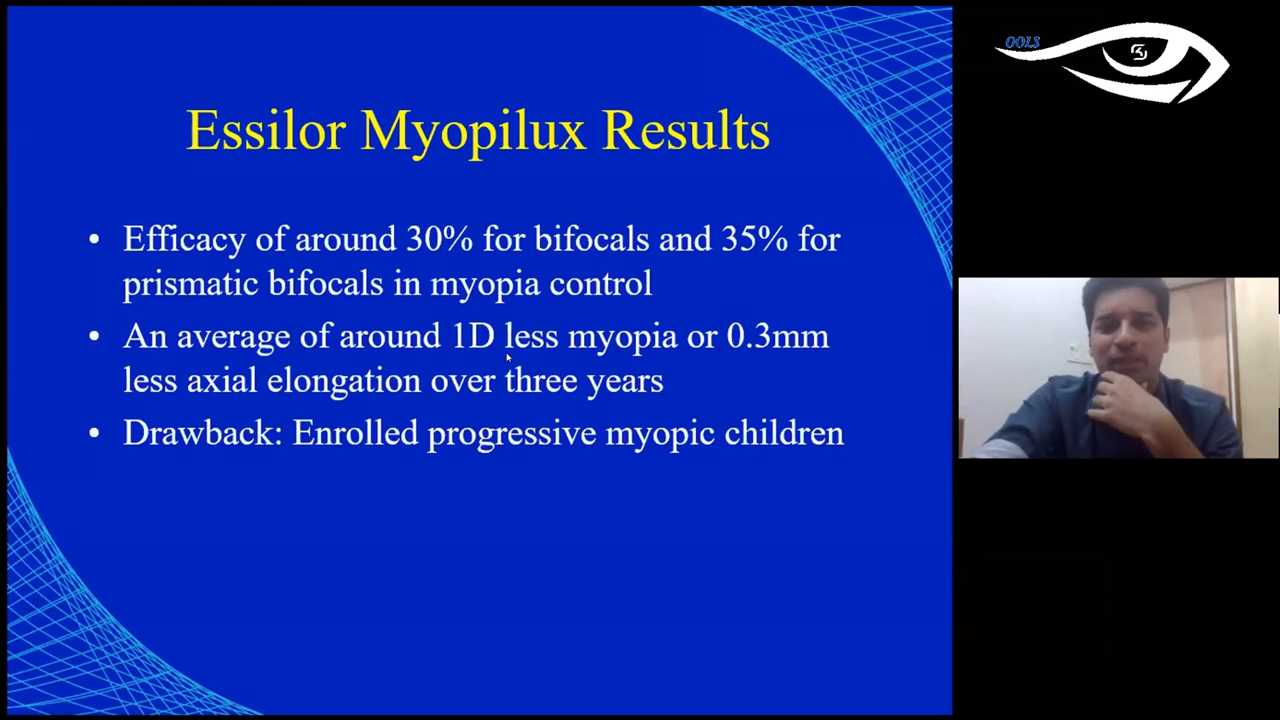 Essilor Myopilux Results
• Efficacy of around 30% for bifocals and 35% for
prismatic bifocals in myopia control
• An average of around 1D less myopia or 0.3mm
less axial elongation over three years
• Drawback: Enrolled progressive myopic children
OOLS